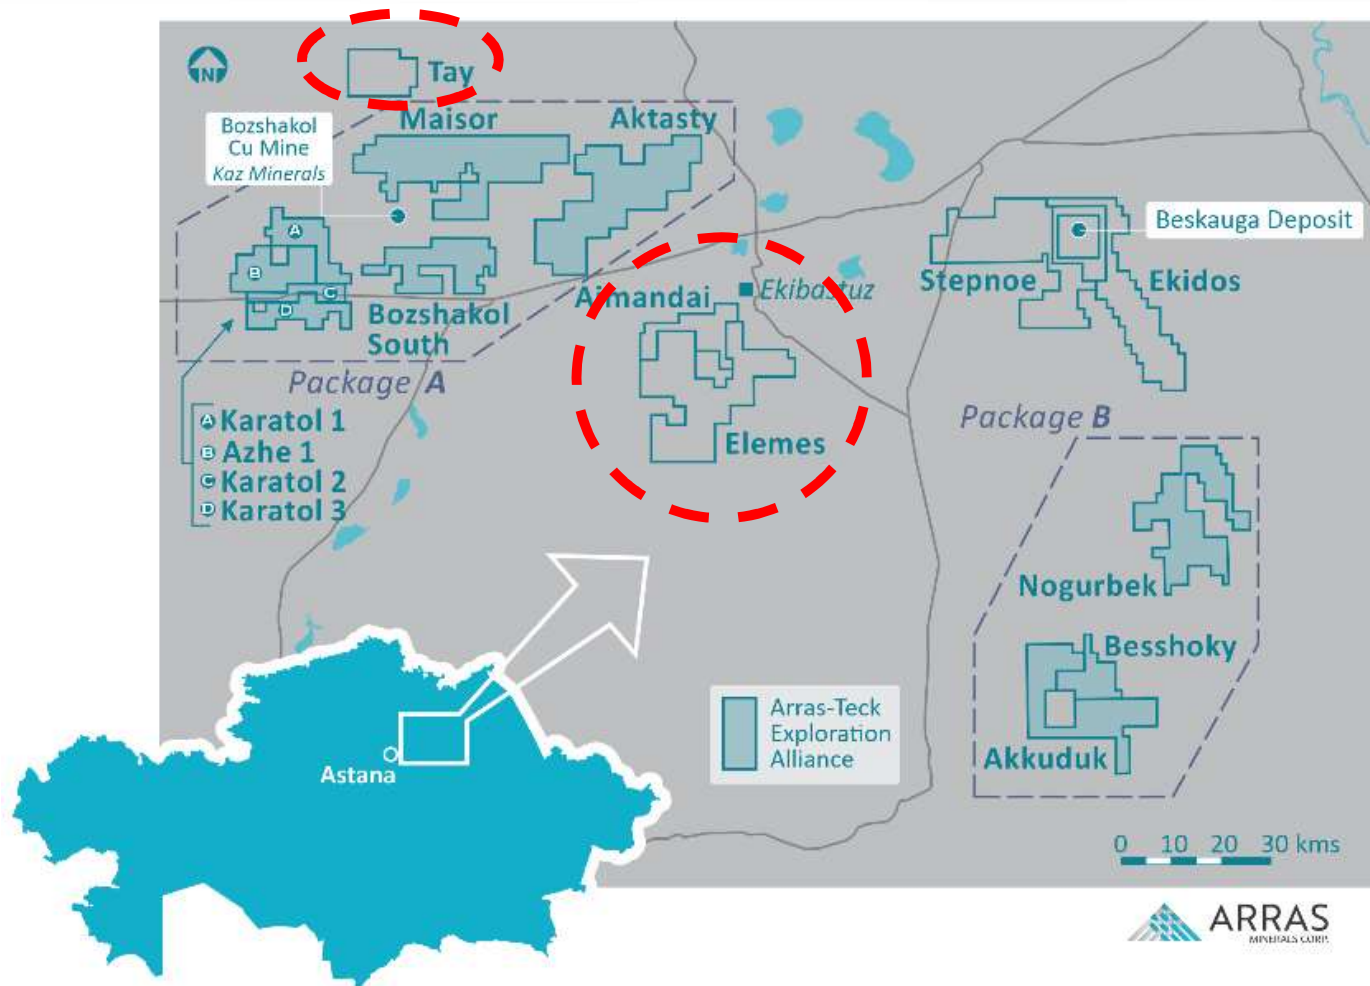 N
Tay
Maisor
Aktasty
Bozshakol
Cu Mine
Kaz Minerals
A
B
C
D
Bozshakol
South
Package A
A Karatol 1
B Azhe 1
C Karatol 2
D Karatol 3
Aimandai
Ekibastuz
Elemes
Beskauga Deposit
Stepnoe
Ekidos
Package B
Nogurbek
Besshoky
Akkuduk
Arras-Teck
Exploration
Alliance
Astana
0 10 20 30 kms
ARRAS
MINERALS CORP.